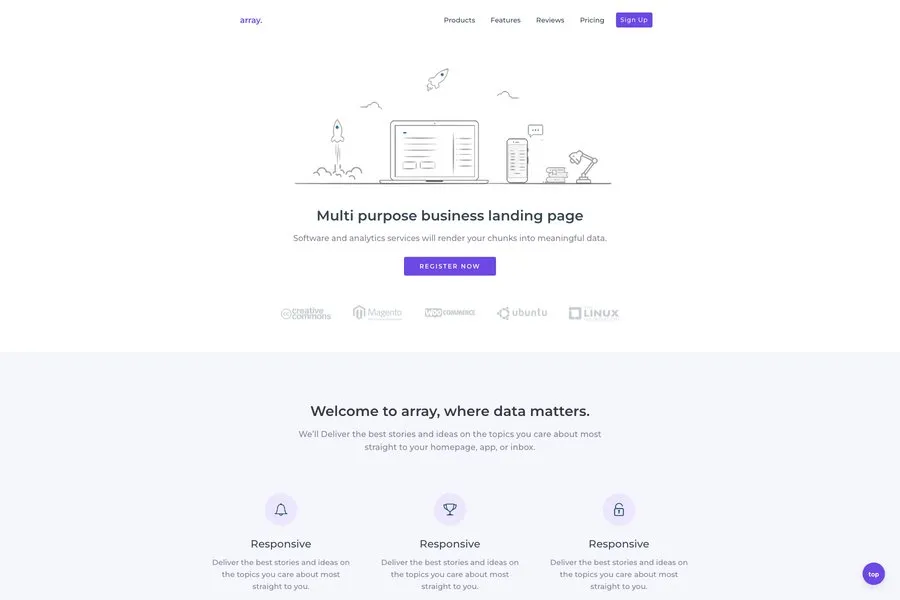 array.
Products Features Reviews Pricing Sign Up
Multi purpose business landing page
Software and analytics services will render your chunks into meaningful data.
REGISTER NOW
creative commons
Magento
WOO COMMERCE
ubuntu
LINUX
Welcome to array, where data matters.
We'll Deliver the best stories and ideas on the topics you care about most
straight to your homepage, app, or inbox.
Responsive
Deliver the best stories and ideas on
the topics you care about most
straight to you.
Responsive
Deliver the best stories and ideas on
the topics you care about most
straight to you.
Responsive
Deliver the best stories and ideas on
the topics you care about most
straight to you.
top